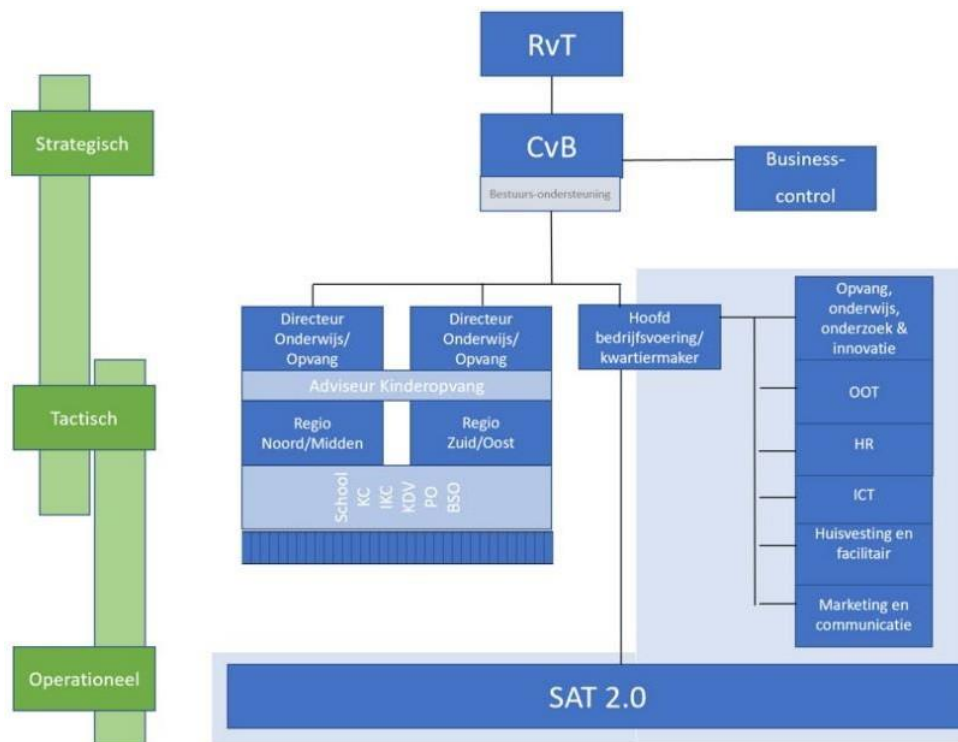 RvT
Strategisch
CvB
Bestuurs-ondersteuning
Business-
control
Directeur
Onderwijs/
Opvang
Directeur
Onderwijs/
Opvang
Hoofd
bedrijfsvoering/
kwartiermaker
Opvang,
onderwijs,
onderzoek &
innovatie
Adviseur Kinderopvang
OOT
Tactisch
Regio
Noord/Midden
Regio
Zuid/Oost
HR
School
KC
IKC
KDV
PO
BSO
ICT
Huisvesting en
facilitair
Marketing en
communicatie
Operationeel
SAT 2.0